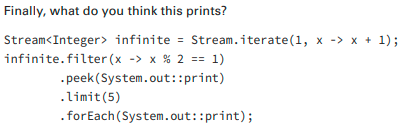 Finally, what do you think this prints?
Stream<Integer> infinite = Stream.iterate(1, x -> x + 1);
infinite.filter(x -> x % 2 == 1)
        .peek(System.out::print)
        .limit(5)
        .forEach(System.out::print);